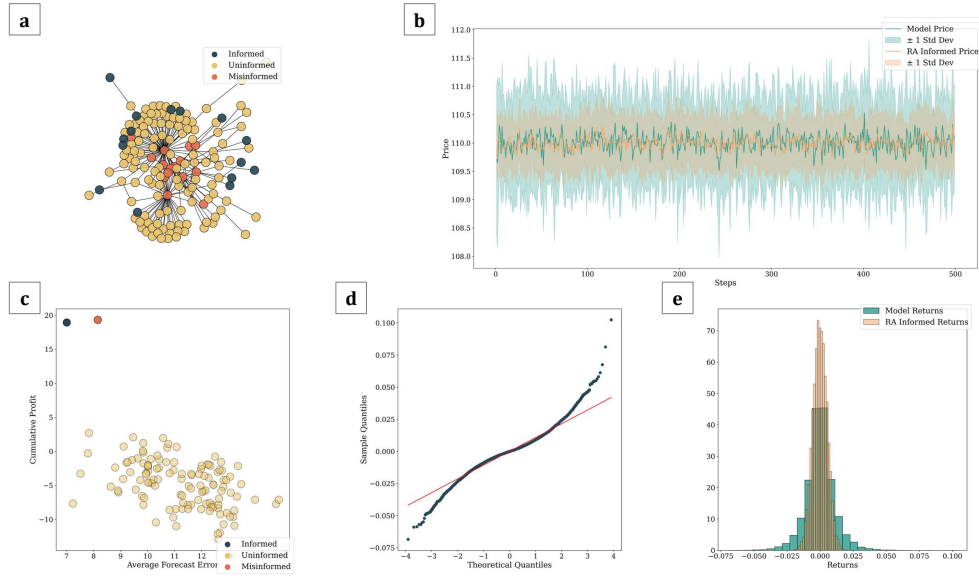 a
Informed
Uninformed
Misinformed
b
Model Price
± 1 Std Dev
RA Informed Price
± 1 Std Dev
112.0
111.5
111.0
110.5
110.0
109.5
109.0
108.5
108.0
Price
0 100 200 300 400 500
Steps
c
20
15
10
5
0
−5
−10
Cumulative Profit
7 8 9 10 11 12
Average Forecast Error
Informed
Uninformed
Misinformed
d
0.100
0.075
0.050
0.025
0.000
−0.025
−0.050
−0.075
Sample Quantiles
−4 −3 −2 −1 0 1 2 3 4
Theoretical Quantiles
e
Model Returns
RA Informed Returns
70
60
50
40
30
20
10
0
−0.075 −0.050 −0.025 0.000 0.025 0.050 0.075 0.100
Returns